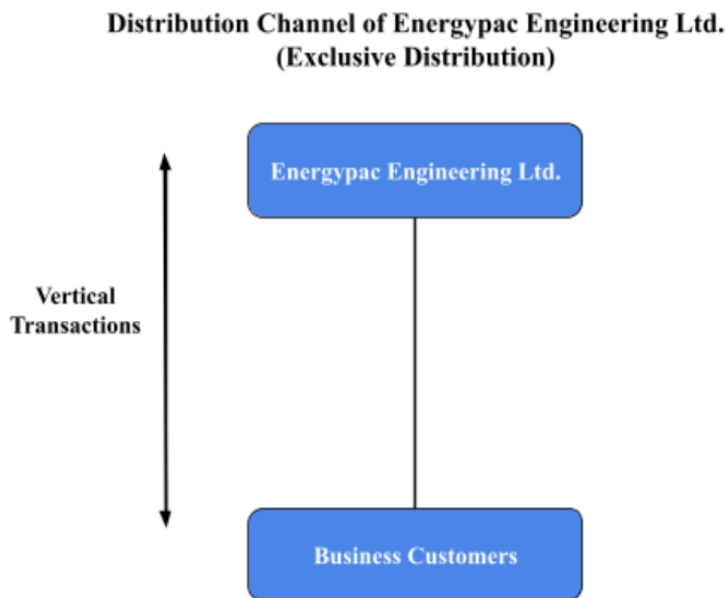 Distribution Channel of Energypac Engineering Ltd.
(Exclusive Distribution)
Energypac Engineering Ltd.
Vertical
Transactions
Business Customers